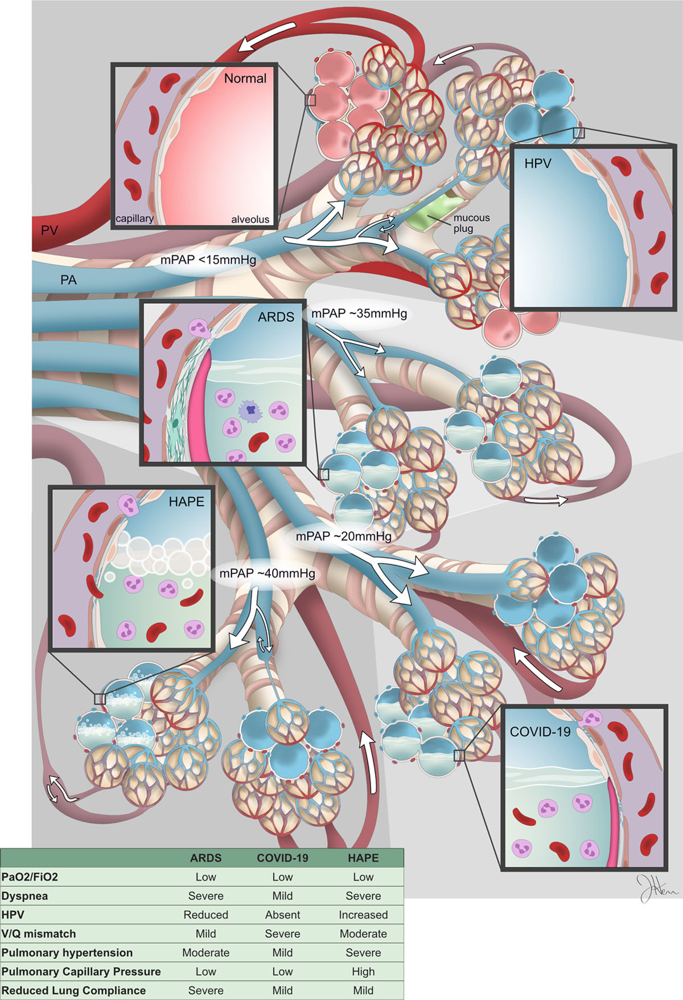 Normal
capillary
alveolus
HPV
mucous
plug
PV
mPAP <15mmHg
PA
ARDS
mPAP ~35mmHg
HAPE
mPAP ~20mmHg
mPAP ~40mmHg
COVID-19
ARDS COVID-19 HAPE
PaO2/FiO2 Low Low Low
Dyspnea Severe Mild Severe
HPV Reduced Absent Increased
V/Q mismatch Mild Severe Moderate
Pulmonary hypertension Moderate Mild Severe
Pulmonary Capillary Pressure Low Low High
Reduced Lung Compliance Severe Mild Mild